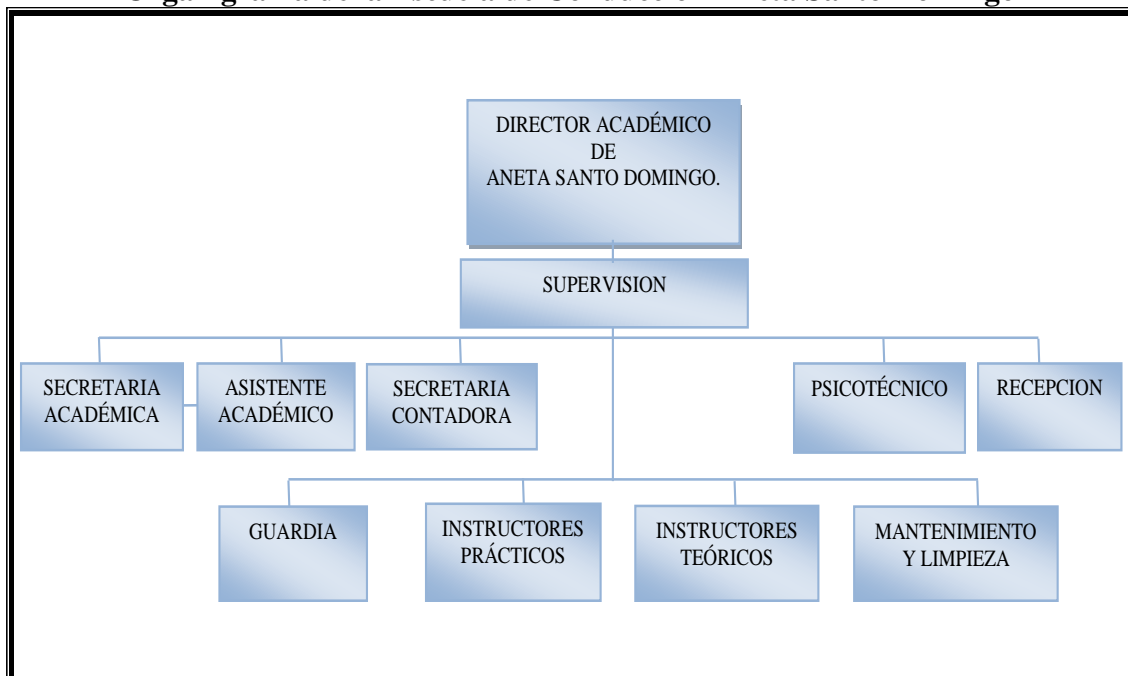 DIRECTOR ACADÉMICO
DE
ANETA SANTO DOMINGO.
SUPERVISION
SECRETARIA
ACADÉMICA
ASISTENTE
ACADÉMICO
SECRETARIA
CONTADORA
PSICOTÉCNICO
RECEPCION
GUARDIA
INSTRUCTORES
PRÁCTICOS
INSTRUCTORES
TEÓRICOS
MANTENIMIENTO
Y LIMPIEZA